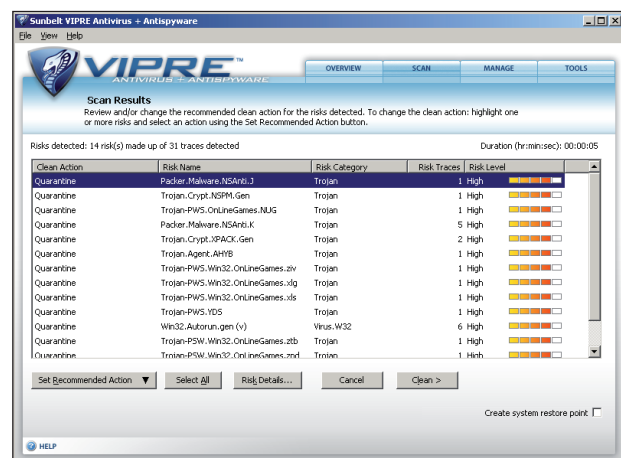 Sunbelt VIPRE Antivirus + Antispyware
File View Help
VIPRE™
ANTIVIRUS + ANTISPYWARE
OVERVIEW SCAN MANAGE TOOLS
Scan Results
Review and/or change the recommended clean action for the risks detected. To change the clean action: highlight one
or more risks and select an action using the Set Recommended Action button.
Risks detected: 14 risk(s) made up of 31 traces detected Duration (hr:min:sec): 00:00:05
Clean Action Risk Name Risk Category Risk Traces Risk Level
Quarantine Packer.Malware.NSAnti.J Trojan 1 High
Quarantine Trojan.Crypt.NSPM.Gen Trojan 1 High
Quarantine Trojan-PWS.OnLineGames.NUG Trojan 1 High
Quarantine Packer.Malware.NSAnti.K Trojan 5 High
Quarantine Trojan.Crypt.XPACK.Gen Trojan 2 High
Quarantine Trojan.Agent.AHYB Trojan 1 High
Quarantine Trojan-PWS.Win32.OnLineGames.ziv Trojan 1 High
Quarantine Trojan-PWS.Win32.OnLineGames.xlg Trojan 1 High
Quarantine Trojan-PWS.Win32.OnLineGames.xls Trojan 1 High
Quarantine Trojan-PWS.YDS Trojan 1 High
Quarantine Win32.Autorun.gen (v) Virus.W32 6 High
Quarantine Trojan-PSW.Win32.OnLineGames.ztb Trojan 1 High
Quarantine Trojan-PSW.Win32.OnLineGames.znd Trojan 1 High
Set Recommended Action Select All Risk Details... Cancel Clean >
Create system restore point
HELP